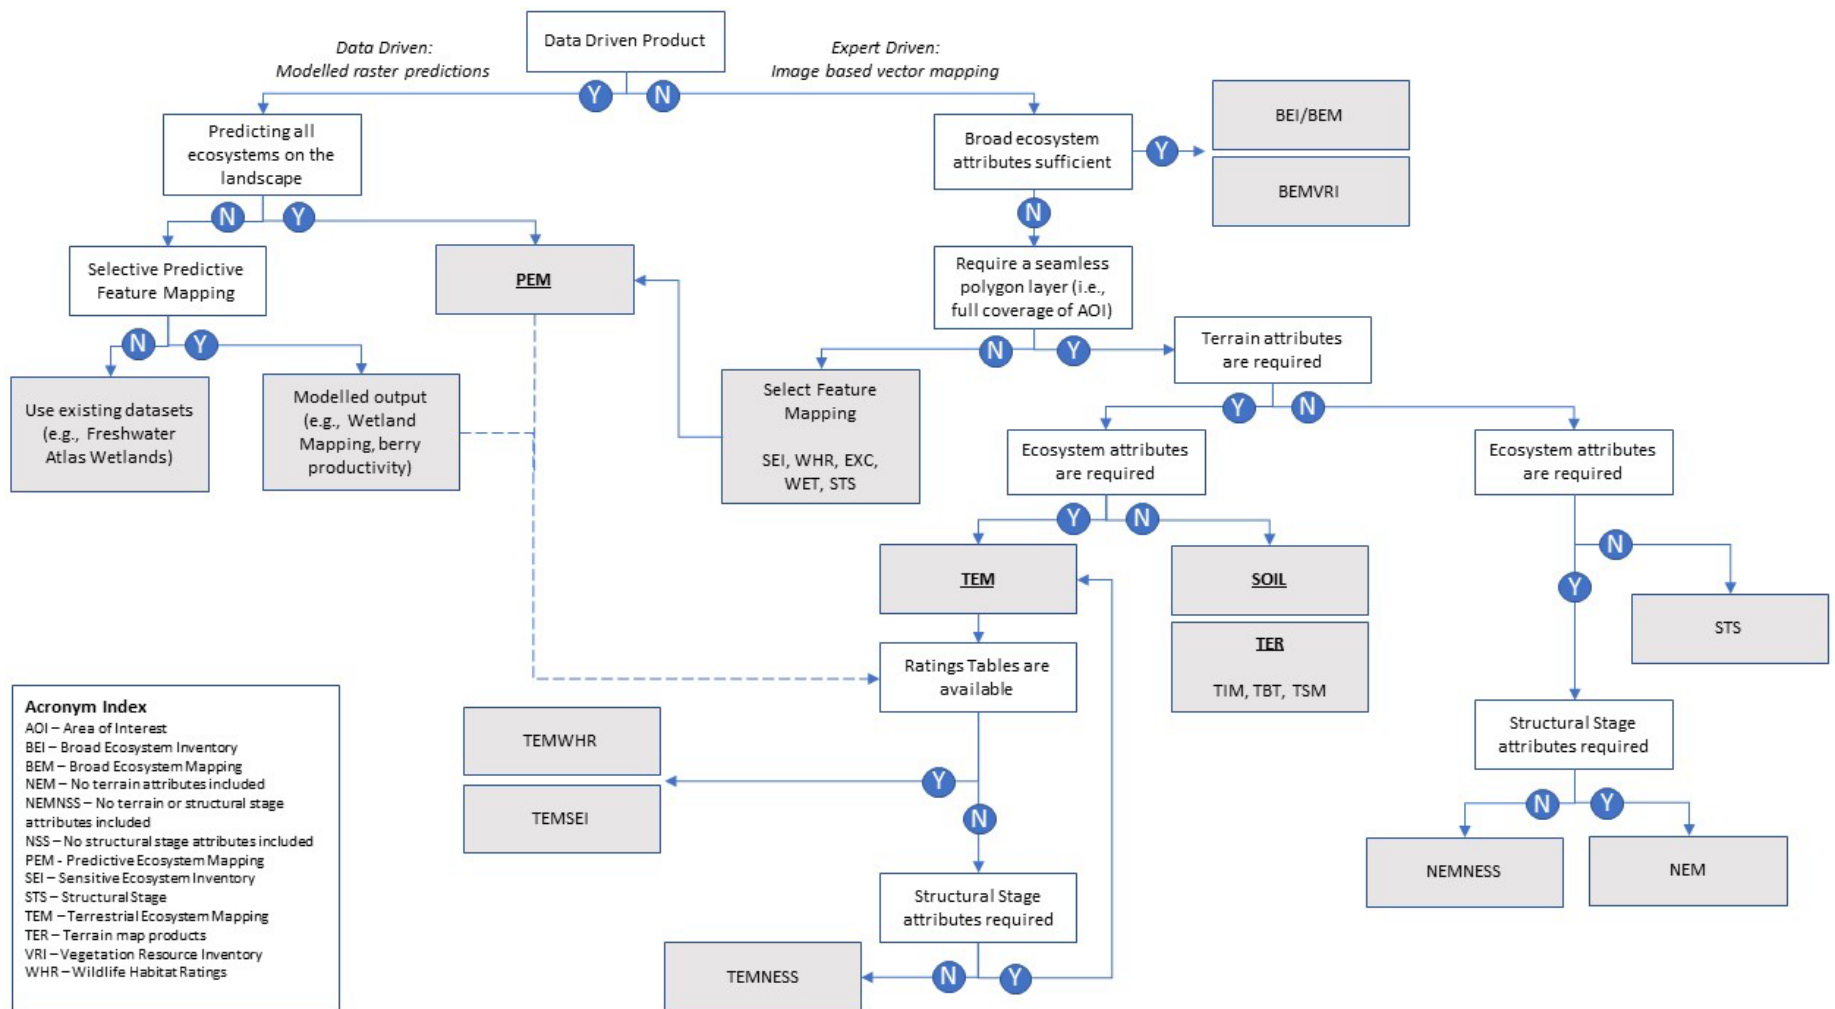 Data Driven Product
Data Driven:
Modelled raster predictions
Expert Driven:
Image based vector mapping
Y
N
Predicting all
ecosystems on the
landscape
Broad ecosystem
attributes sufficient
Y
BEI/BEM
BEMVRI
N
Y
N
Selective Predictive
Feature Mapping
PEM
Require a seamless
polygon layer (i.e.,
full coverage of AOI)
N
Y
N
Y
Terrain attributes
are required
Use existing datasets
(e.g., Freshwater
Atlas Wetlands)
Modelled output
(e.g., Wetland
Mapping, berry
productivity)
Select Feature
Mapping
SEI, WHR, EXC,
WET, STS
Y
N
Ecosystem attributes
are required
Ecosystem attributes
are required
Y
N
N
Y
TEM
SOIL
TER
TIM, TBT, TSM
STS
Ratings Tables are
available
Structural Stage
attributes required
TEMWHR
TEMSEI
Y
N
N
Y
NEMNESS
NEM
Structural Stage
attributes required
TEMNESS
N
Y
Acronym Index
AOI – Area of Interest
BEI – Broad Ecosystem Inventory
BEM – Broad Ecosystem Mapping
NEM – No terrain attributes included
NEMNSS – No terrain or structural stage
attributes included
NSS – No structural stage attributes included
PEM - Predictive Ecosystem Mapping
SEI – Sensitive Ecosystem Inventory
STS – Structural Stage
TEM – Terrestrial Ecosystem Mapping
TER – Terrain map products
VRI – Vegetation Resource Inventory
WHR – Wildlife Habitat Ratings